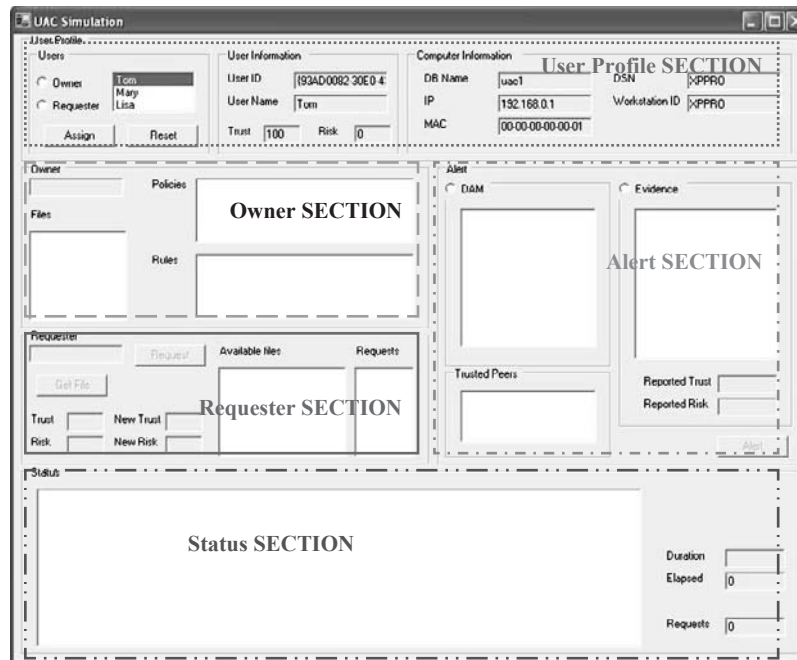 UAC Simulation
User Profile
Users
Owner
Requester
Tom
Mary
Lisa
Assign
Reset
User Information
User ID
{93AD0082-30E0-4
User Name
Tom
Trust
100
Risk
0
Computer Information
User Profile SECTION
DB Name
uac1
DSN
XPPRO
IP
192.168.0.1
Workstation ID
XPPRO
MAC
00-00-00-00-00-01
Owner
Policies
Files
Rules
Owner SECTION
Alert
DAM
Evidence
Alert SECTION
Trusted Peers
Reported Trust
Reported Risk
Alert
Requester
Request
Get File
Available files
Requests
Trust
New Trust
Risk
New Risk
Requester SECTION
Status
Status SECTION
Duration
Elapsed
0
Requests
0